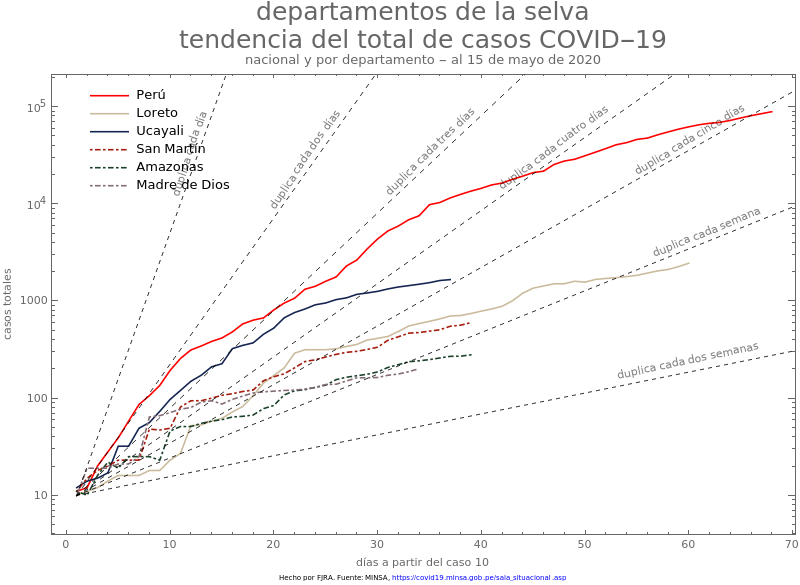 departamentos de la selva
tendencia del total de casos COVID−19
nacional y por departamento − al 15 de mayo de 2020
Perú
Loreto
Ucayali
San Martín
Amazonas
Madre de Dios
duplica cada día
duplica cada dos días
duplica cada tres días
duplica cada cuatro días
duplica cada cinco días
duplica cada semana
duplica cada dos semanas
casos totales
10^5
10^4
1000
100
10
0 10 20 30 40 50 60 70
días a partir del caso 10
Hecho por FJRA. Fuente: MINSA, https://covid19.minsa.gob.pe/sala_situacional.asp